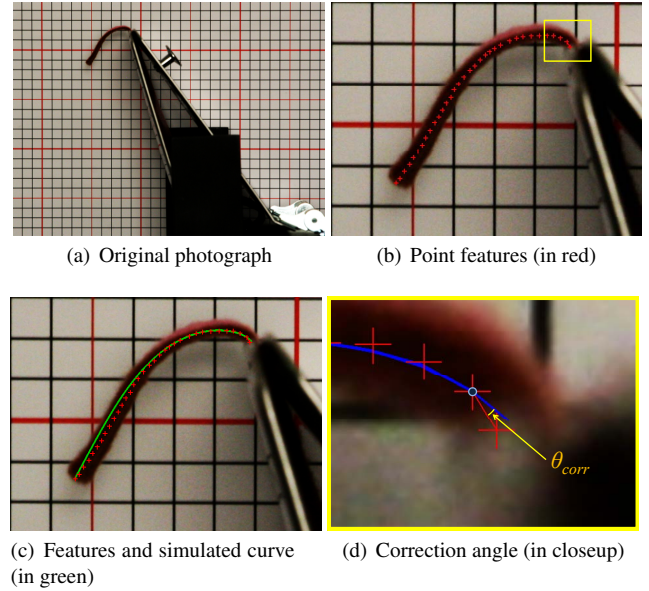 (a) Original photograph
(b) Point features (in red)
θcorr
(c) Features and simulated curve
(in green)
(d) Correction angle (in closeup)